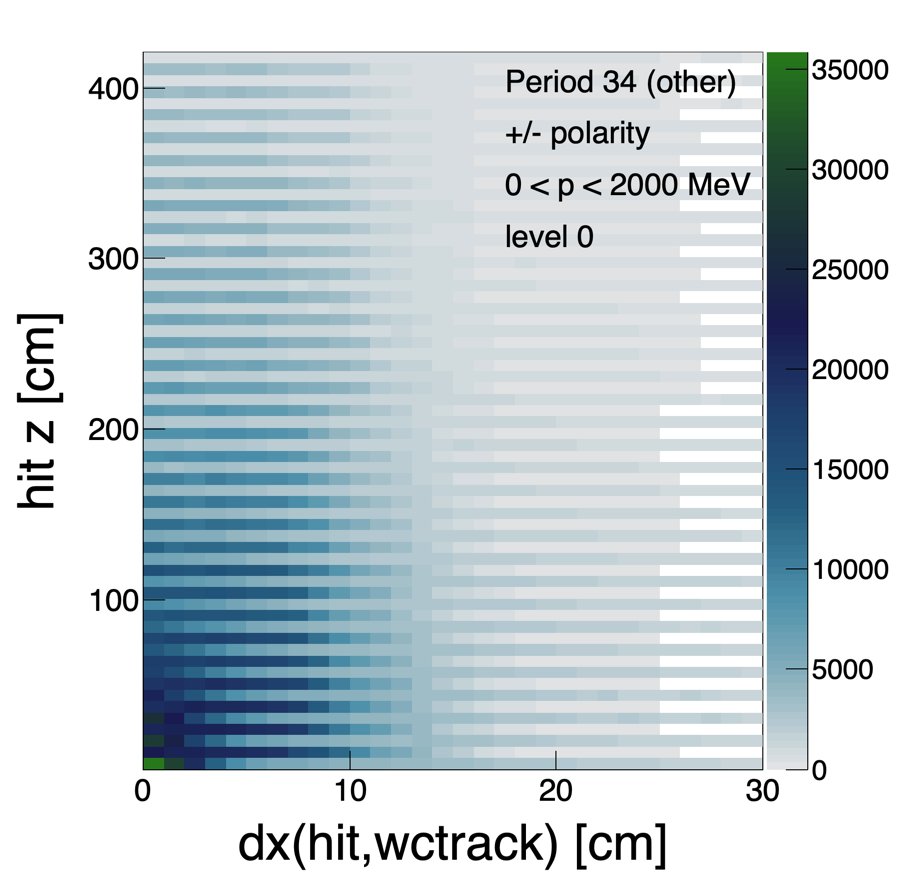 Period 34 (other)
+/- polarity
0 < p < 2000 MeV
level 0
400
300
200
100
hit z [cm]
0
10
20
30
dx(hit,wctrack) [cm]
35000
30000
25000
20000
15000
10000
5000
0